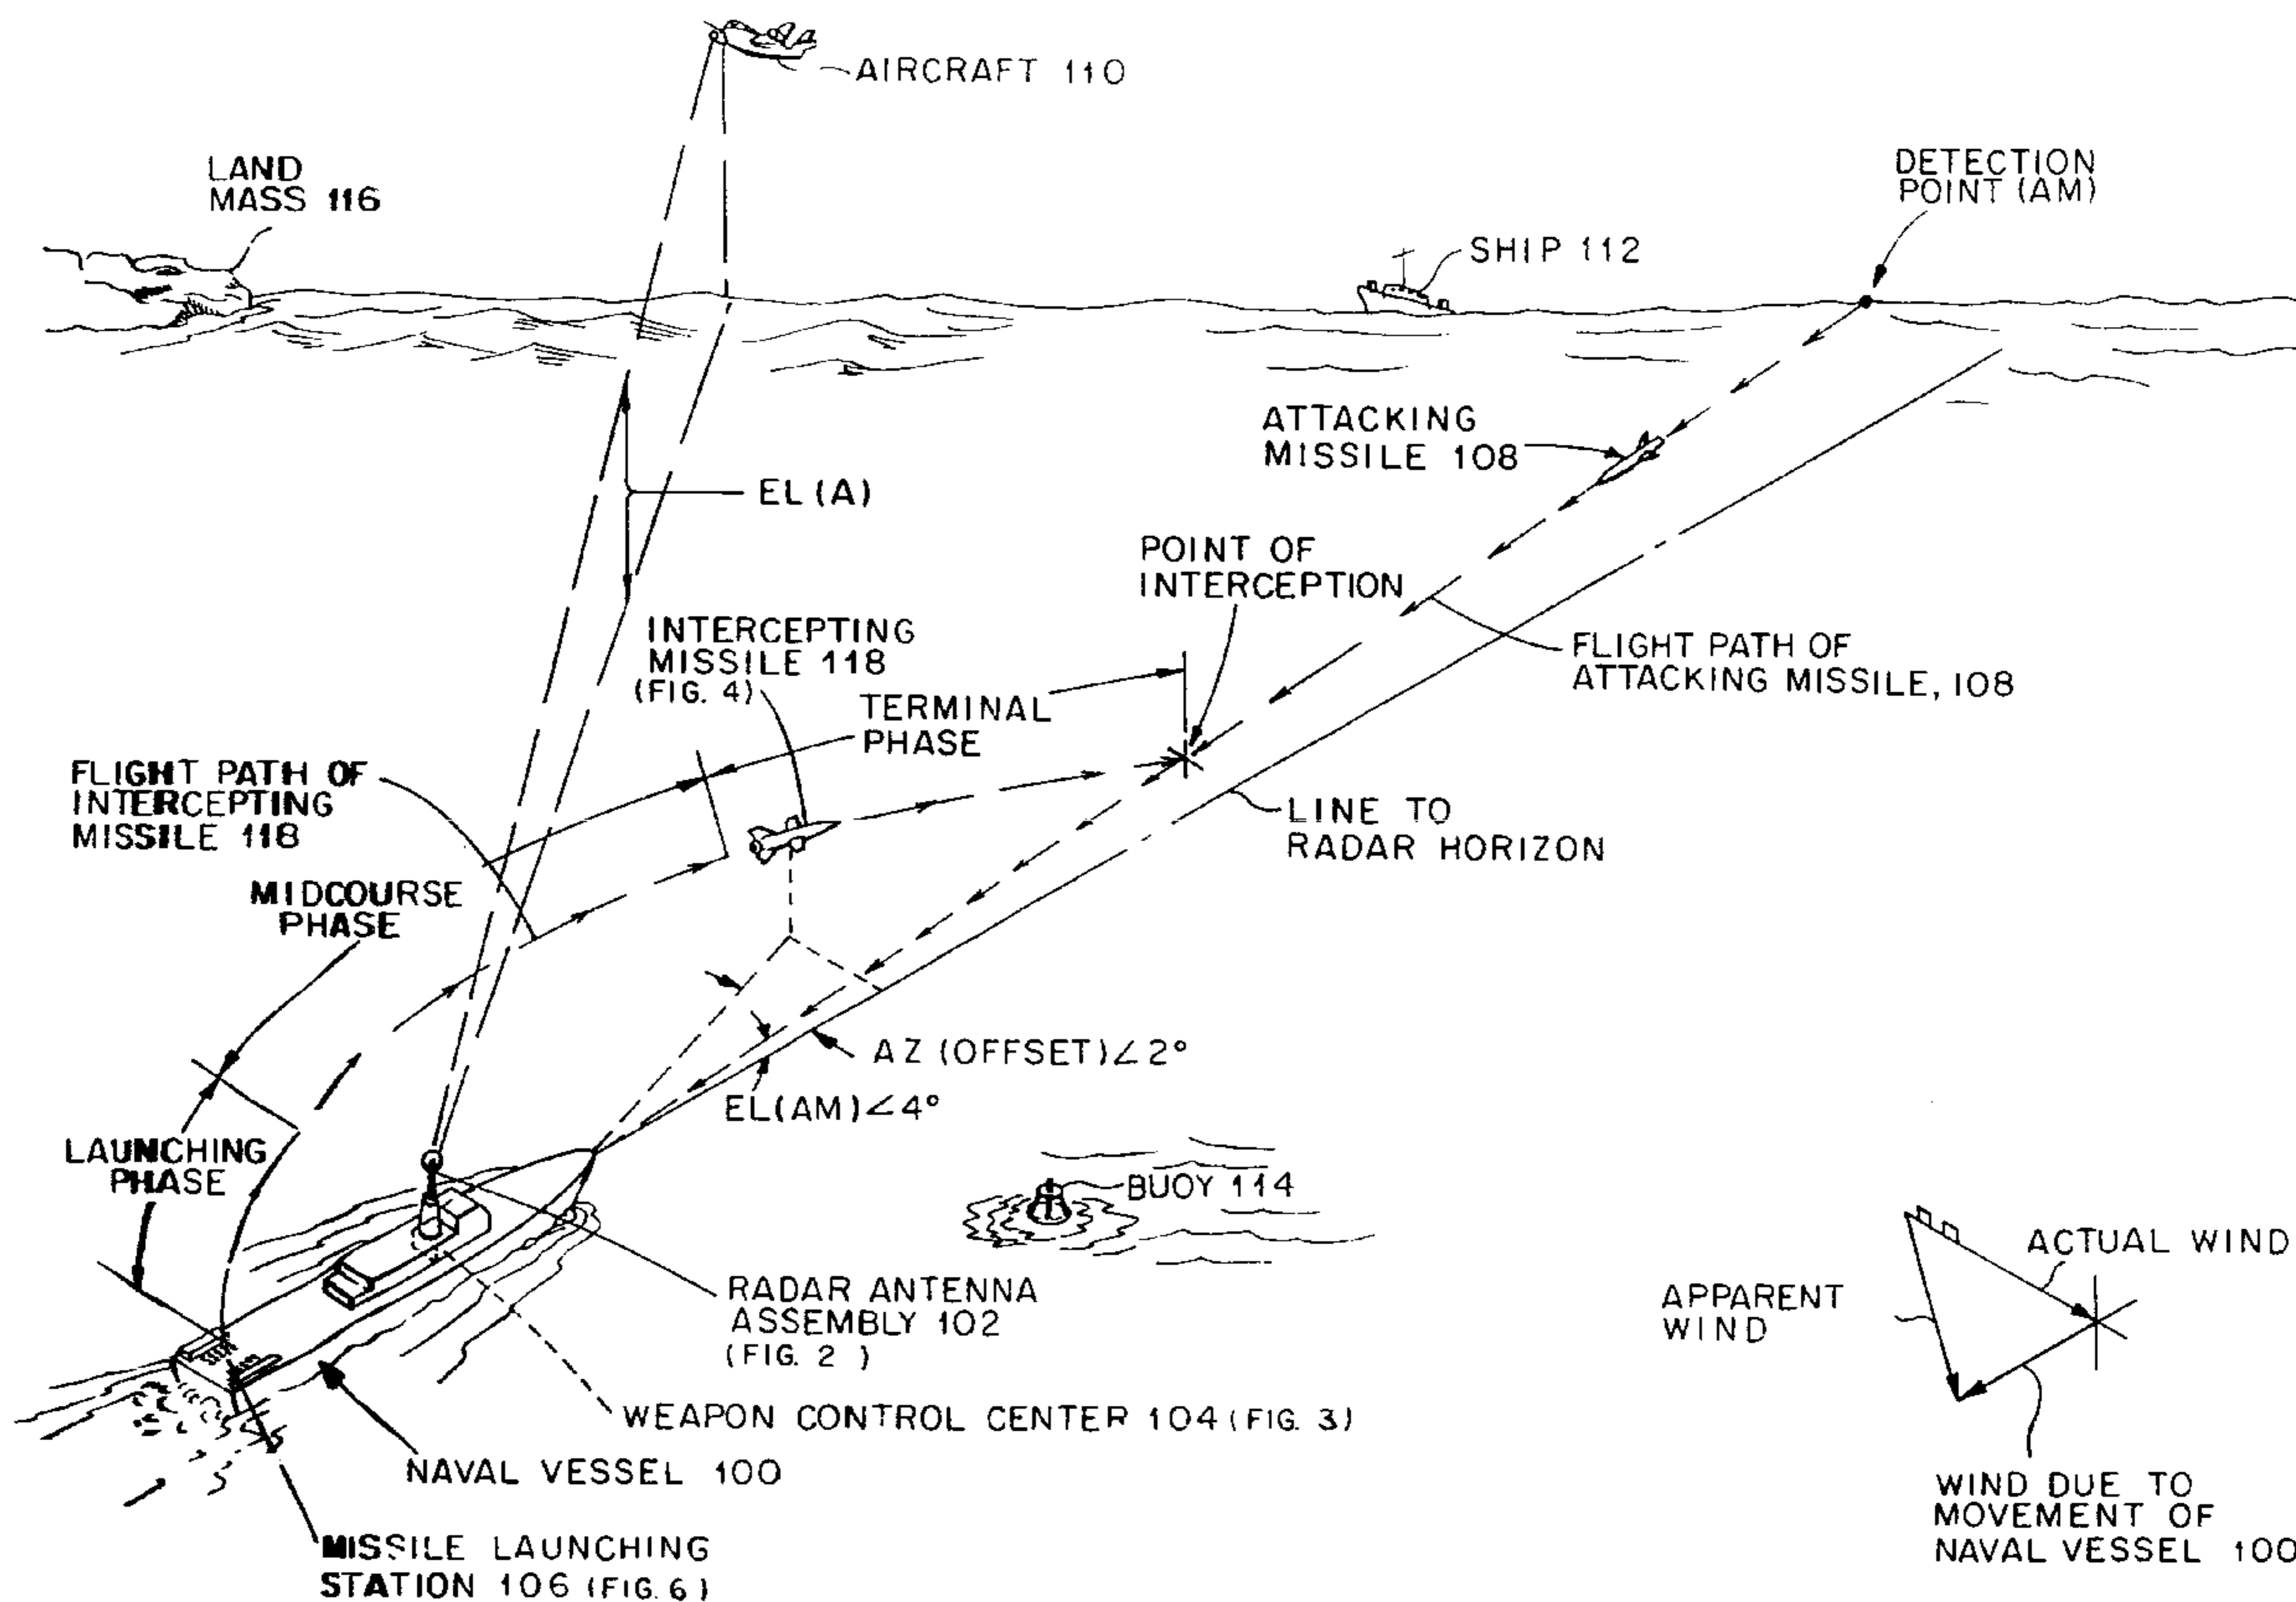 AIRCRAFT 110
LAND
MASS 116
DETECTION
POINT (AM)
SHIP 112
ATTACKING
MISSILE 108
EL (A)
POINT OF
INTERCEPTION
INTERCEPTING
MISSILE 118
(FIG. 4)
FLIGHT PATH OF
ATTACKING MISSILE, 108
TERMINAL
PHASE
FLIGHT PATH OF
INTERCEPTING
MISSILE 118
LINE TO
RADAR HORIZON
MIDCOURSE
PHASE
AZ (OFFSET)∠2°
EL(AM)<4°
LAUNCHING
PHASE
BUOY 114
ACTUAL WIND
RADAR ANTENNA
ASSEMBLY 102
(FIG. 2 )
APPARENT
WIND
WEAPON CONTROL CENTER 104 (FIG. 3)
NAVAL VESSEL 100
WIND DUE TO
MOVEMENT OF
NAVAL VESSEL 100
MISSILE LAUNCHING
STATION 106 (FIG. 6)